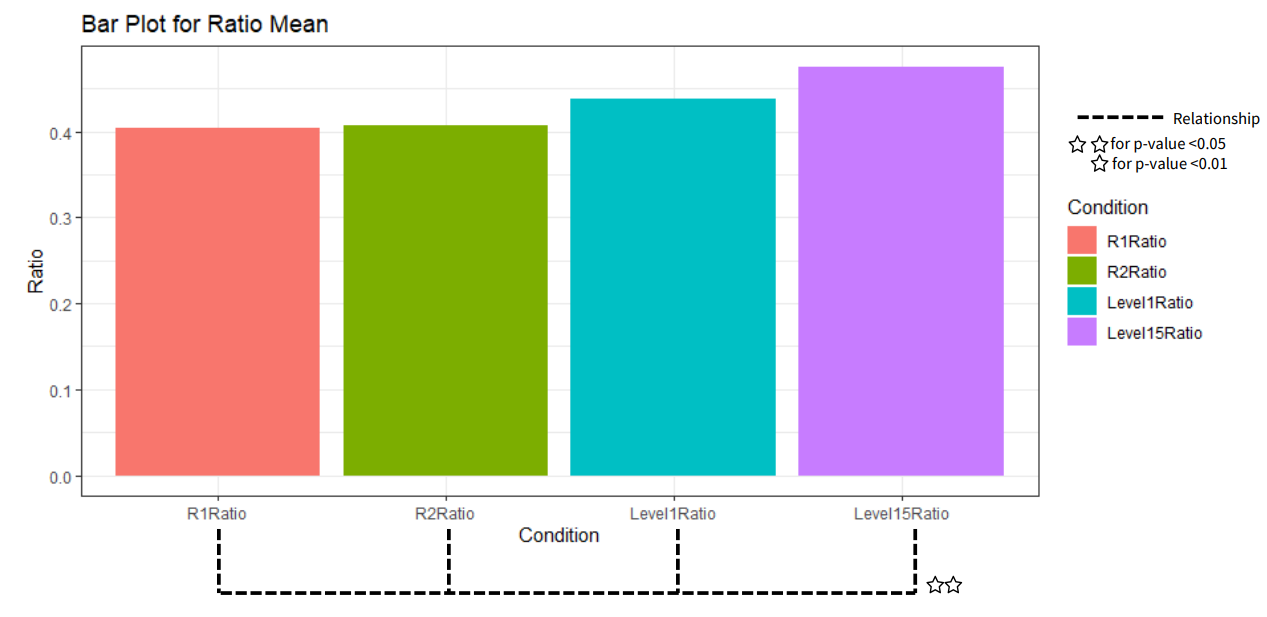 Bar Plot for Ratio Mean
Ratio
0.4
0.3
0.2
0.1
0.0
R1Ratio
R2Ratio
Level1Ratio
Level15Ratio
Condition
Relationship
for p-value <0.05
for p-value <0.01
Condition
R1Ratio
R2Ratio
Level1Ratio
Level15Ratio